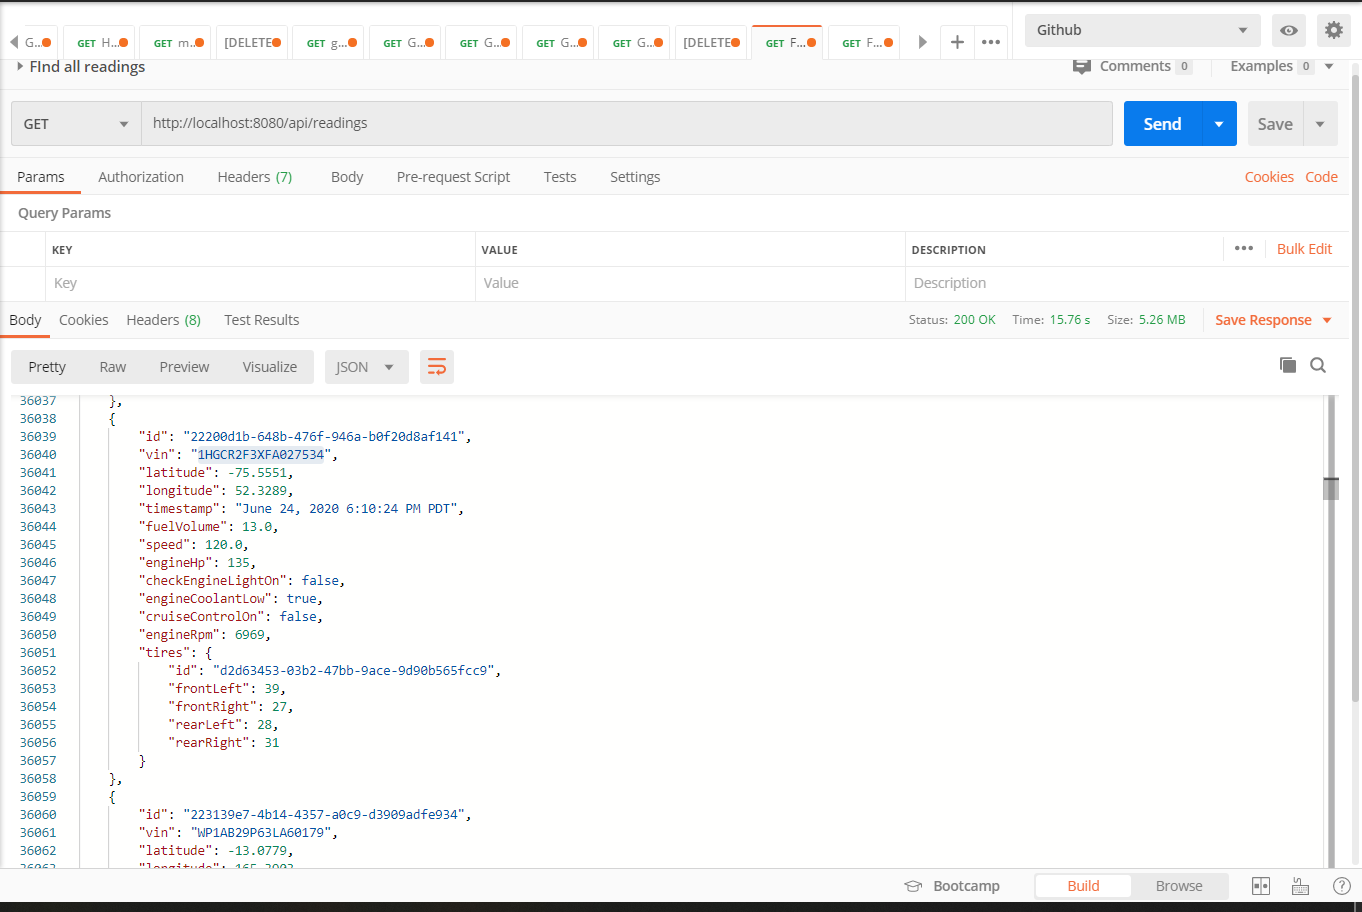 G... GET H... GET m... [DELETE GET g... GET G... GET G... GET G... GET G... [DELETE GET F... GET F... + ••• Github
FInd all readings Comments 0 Examples 0
GET http://localhost:8080/api/readings Send Save
Params Authorization Headers (7) Body Pre-request Script Tests Settings Cookies Code
Query Params
KEY VALUE DESCRIPTION ••• Bulk Edit
Key Value Description
Body Cookies Headers (8) Test Results Status: 200 OK Time: 15.76 s Size: 5.26 MB Save Response
Pretty Raw Preview Visualize JSON
36037 },
36038 {
36039 "id": "22200d1b-648b-476f-946a-b0f20d8af141",
36040 "vin": "1HGCR2F3XFA027534",
36041 "latitude": -75.5551,
36042 "longitude": 52.3289,
36043 "timestamp": "June 24, 2020 6:10:24 PM PDT",
36044 "fuelVolume": 13.0,
36045 "speed": 120.0,
36046 "engineHp": 135,
36047 "checkEngineLightOn": false,
36048 "engineCoolantLow": true,
36049 "cruiseControlOn": false,
36050 "engineRpm": 6969,
36051 "tires": {
36052 "id": "d2d63453-03b2-47bb-9ace-9d90b565fcc9",
36053 "frontLeft": 39,
36054 "frontRight": 27,
36055 "rearLeft": 28,
36056 "rearRight": 31
36057 }
36058 },
36059 {
36060 "id": "223139e7-4b14-4357-a0c9-d3909adfe934",
36061 "vin": "WP1AB29P63LA60179",
36062 "latitude": -13.0779,
36063 "longitude": 165.3903
Bootcamp Build Browse